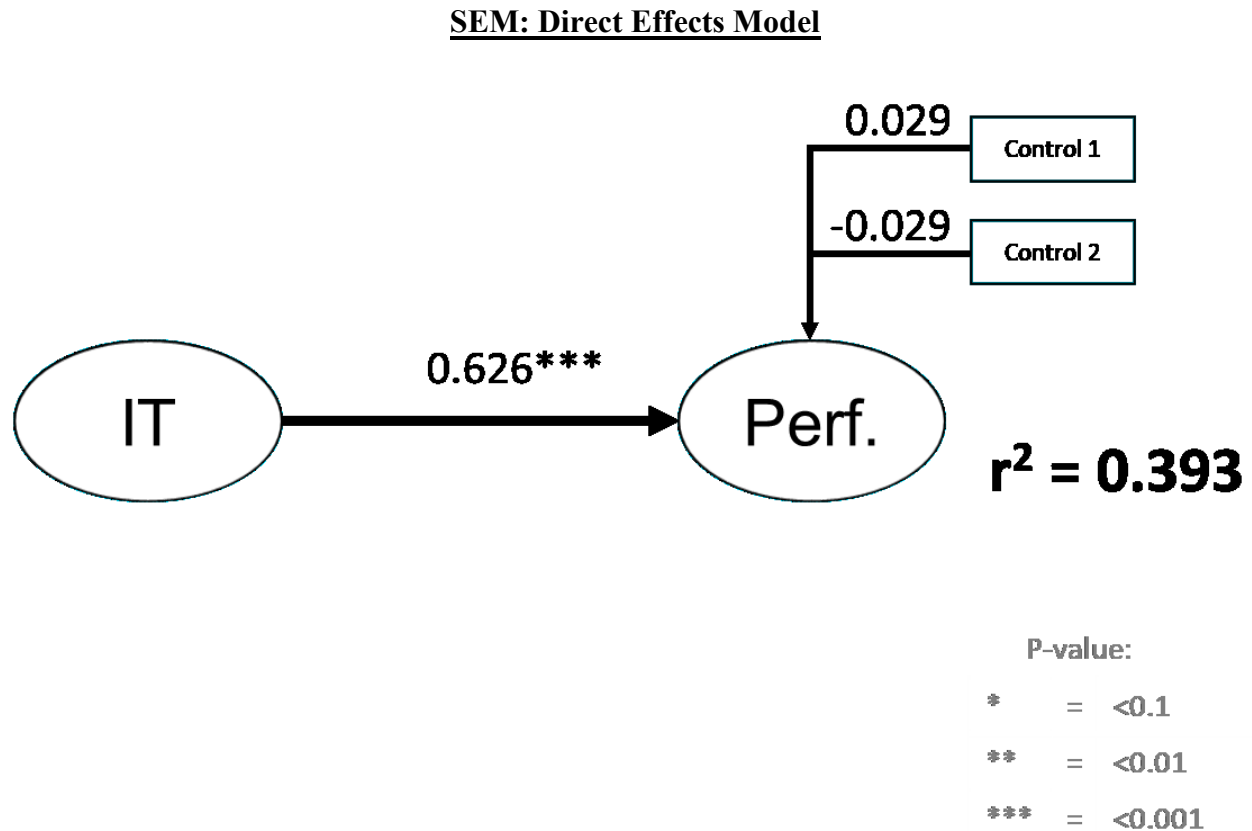 SEM: Direct Effects Model
0.029
Control 1
-0.029
Control 2
0.626***
IT
Perf.
r² = 0.393
P-value:
* = <0.1
** = <0.01
*** = <0.001